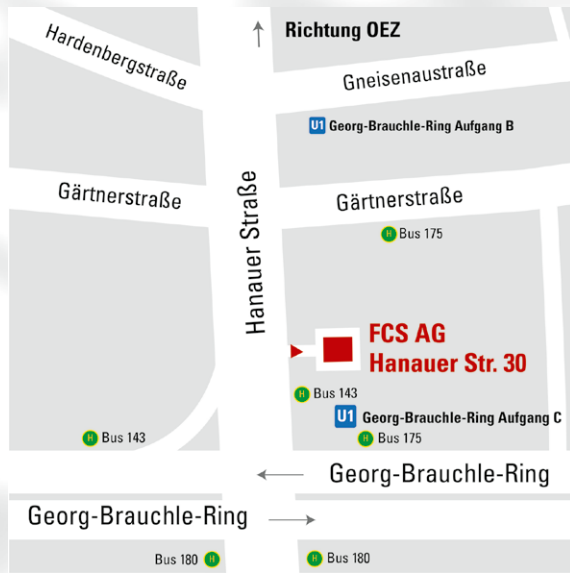 Richtung OEZ
Hardenbergstraße
Gneisenaustraße
U1 Georg-Brauchle-Ring Aufgang B
Gärtnerstraße
Gärtnerstraße
Hanauer Straße
H Bus 175
FCS AG
Hanauer Str. 30
H Bus 143
U1 Georg-Brauchle-Ring Aufgang C
H Bus 143
H Bus 175
Georg-Brauchle-Ring
Georg-Brauchle-Ring
Bus 180 H
H Bus 180